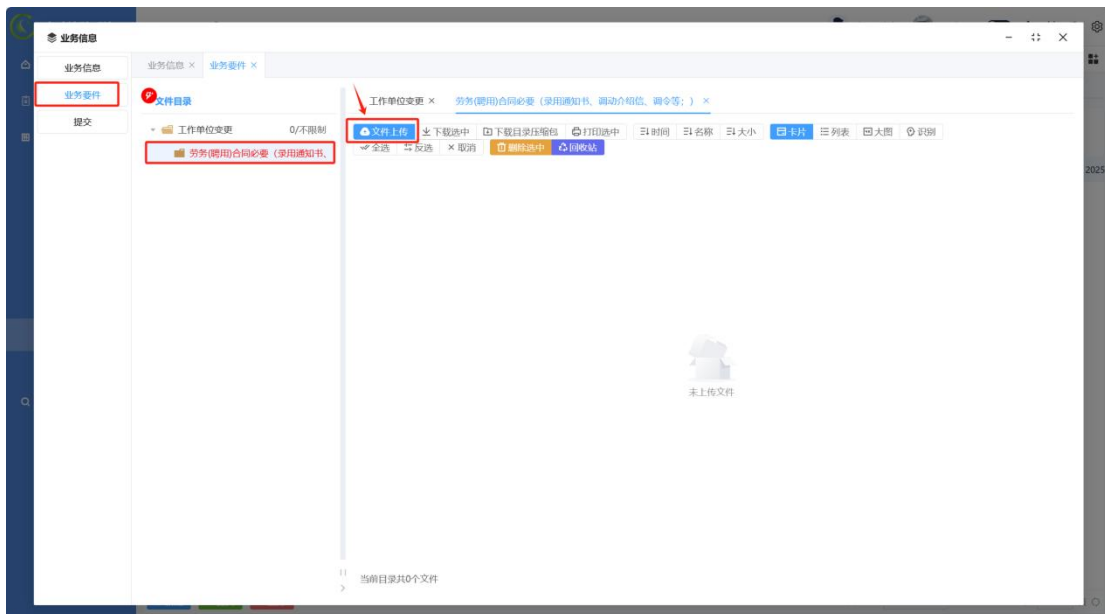 业务信息
业务信息
业务要件
提交
业务信息 × 业务要件 ×
文件目录
工作单位变更 0/不限制
劳务(聘用)合同必要（录用通知书、
工作单位变更 × 劳务(聘用)合同必要（录用通知书、调动介绍信、调令等；） ×
文件上传 下载选中 下载目录压缩包 打印选中 时间 名称 大小 卡片 列表 大图 识别
全选 反选 × 取消 删除选中 回收站
2025
未上传文件
当前目录共0个文件